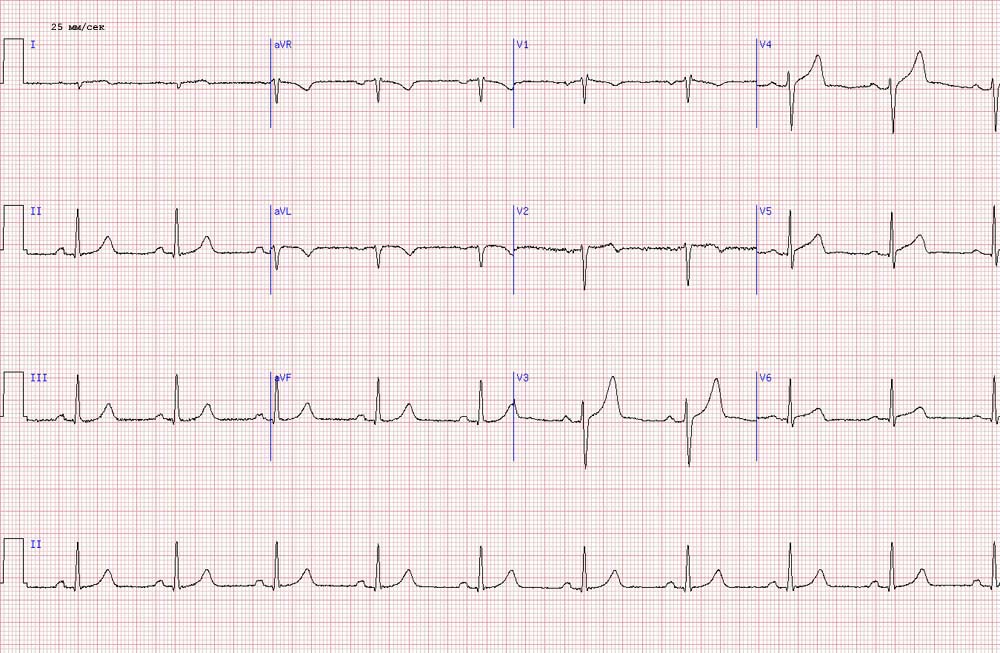 25 мм/сек
I aVR V1 V4
II aVL V2 V5
III aVF V3 V6
II